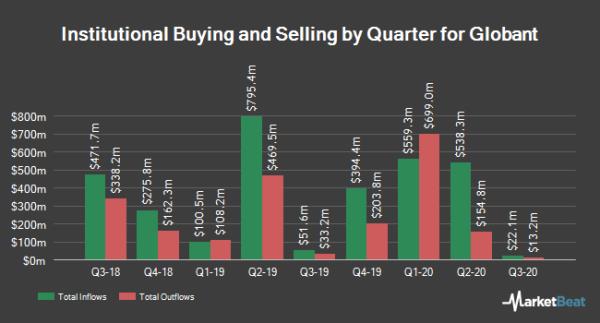 Institutional Buying and Selling by Quarter for Globant
$800m
$700m
$600m
$500m
$400m
$300m
$200m
$100m
$0m
$471.7m
$338.2m
$275.8m
$162.3m
$100.5m
$108.2m
$795.4m
$469.5m
$51.6m
$33.2m
$394.4m
$203.8m
$559.3m
$699.0m
$538.3m
$154.8m
$22.1m
$13.2m
Q3-18 Q4-18 Q1-19 Q2-19 Q3-19 Q4-19 Q1-20 Q2-20 Q3-20
Total Inflows Total Outflows
MarketBeat